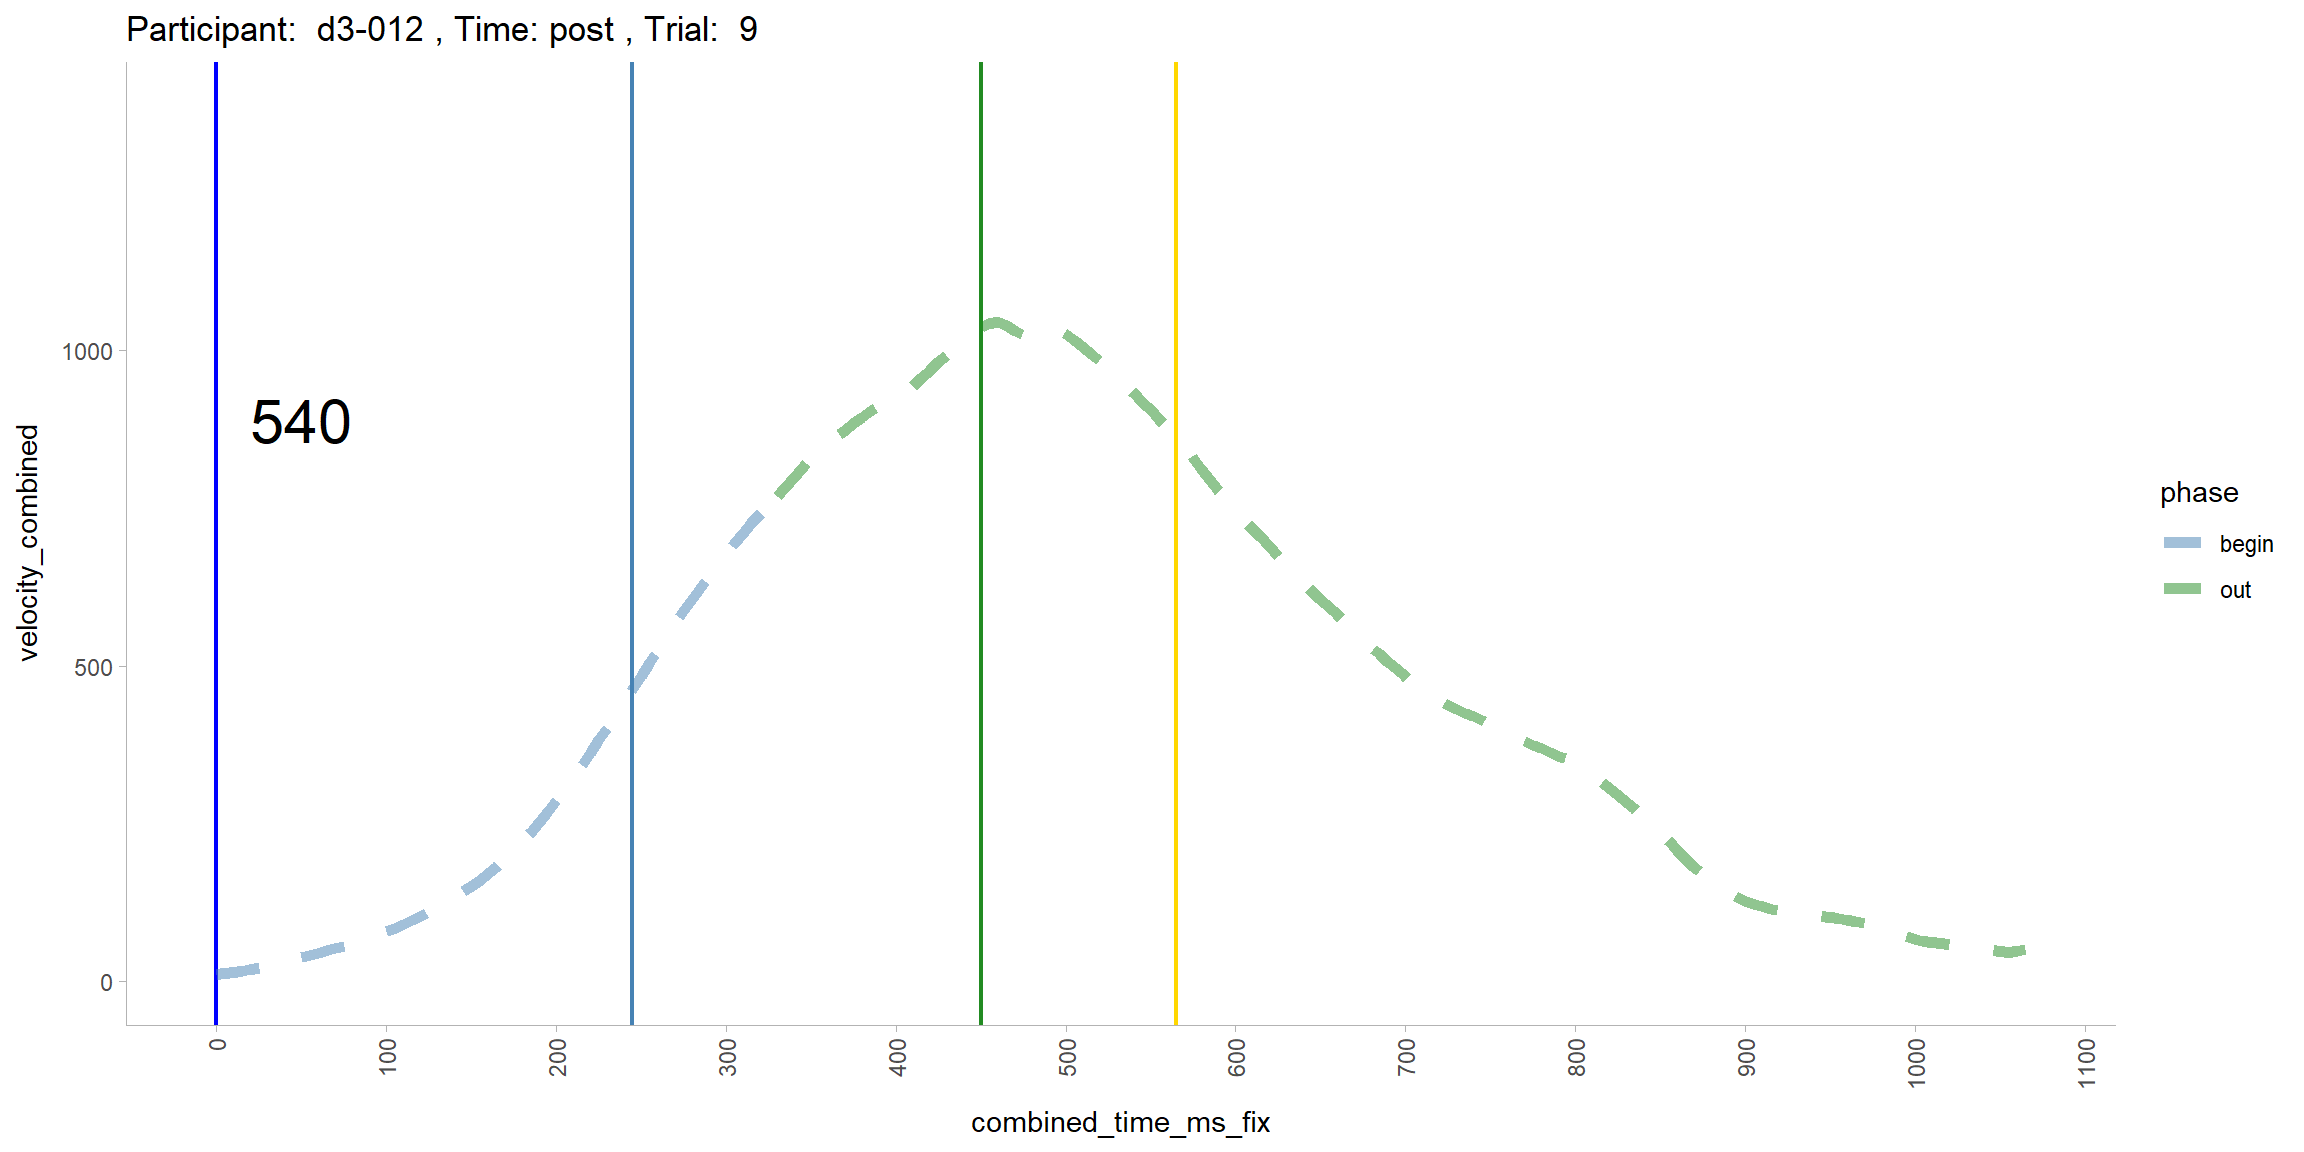 Participant:  d3-012 , Time: post , Trial:  9
velocity_combined
1000
500
0
540
0
100
200
300
400
500
600
700
800
900
1000
1100
combined_time_ms_fix
phase
begin
out